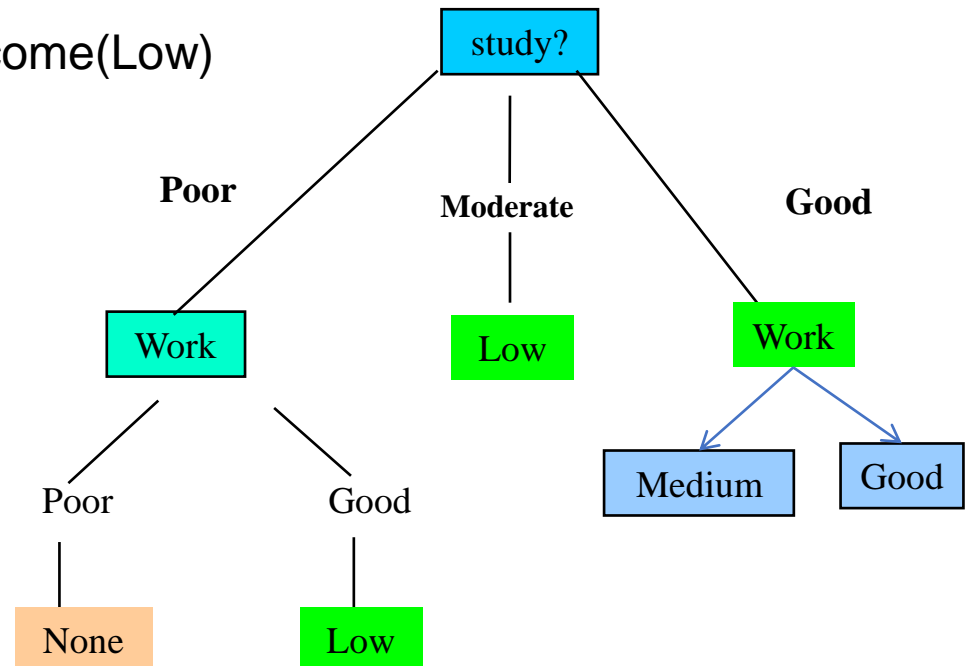 come(Low)
study?
Poor
Moderate
Good
Work
Low
Work
Medium
Good
Poor
Good
None
Low